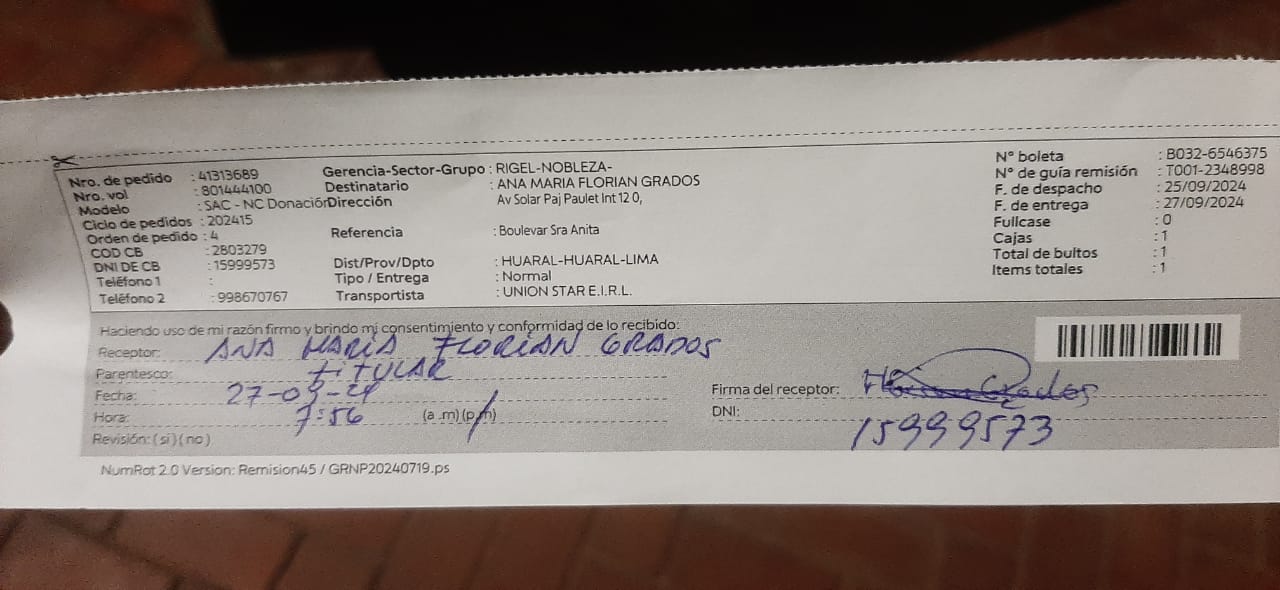 Nro. de pedido : 41313689
Nro. vol : 801444100
Modelo : SAC - NC Donación
Ciclo de pedidos : 202415
Orden de pedido : 4
COD CB : 2803279
DNI DE CB : 15999573
Teléfono 1 :
Teléfono 2 : 998670767
Gerencia-Sector-Grupo : RIGEL-NOBLEZA-
Destinatario : ANA MARIA FLORIAN GRADOS
Dirección Av Solar Paj Paulet Int 12 0,
Referencia : Boulevar Sra Anita
Dist/Prov/Dpto : HUARAL-HUARAL-LIMA
Tipo / Entrega : Normal
Transportista : UNION STAR E.I.R.L.
N° boleta : B032-6546375
N° de guía remisión : T001-2348998
F. de despacho : 25/09/2024
F. de entrega : 27/09/2024
Fullcase : 0
Cajas : 1
Total de bultos : 1
Items totales : 1
Haciendo uso de mi razón firmo y brindo mi consentimiento y conformidad de lo recibido:
Receptor: ANA MARIA FLORIAN GRADOS
Parentesco: TITULAR
Fecha: 27-09-24
Hora: 7:56 (a.m)(p.m)
Revisión: (si) (no)
Firma del receptor: Grados
DNI: 15999573
NumRot 2.0 Version: Remision45 / GRNP20240719.ps